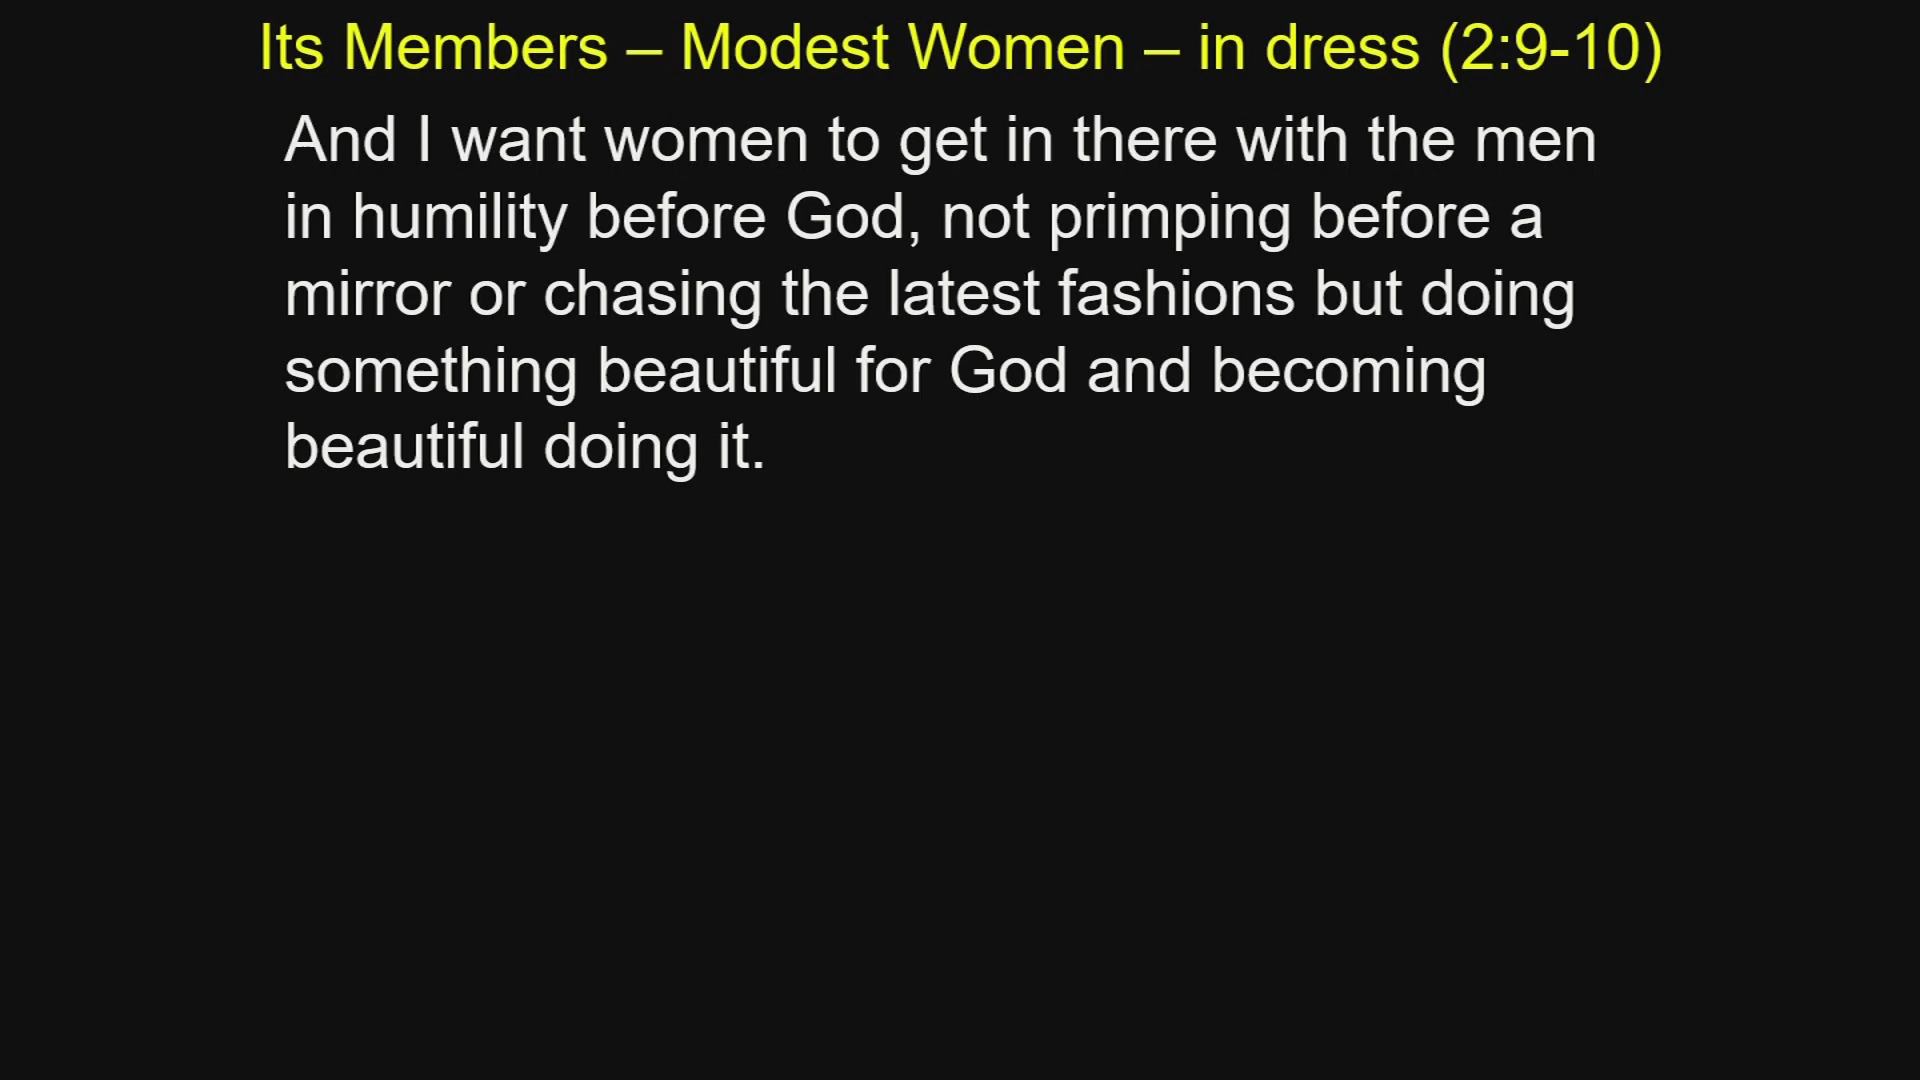 Its Members – Modest Women – in dress (2:9-10)
And I want women to get in there with the men
in humility before God, not primping before a
mirror or chasing the latest fashions but doing
something beautiful for God and becoming
beautiful doing it.